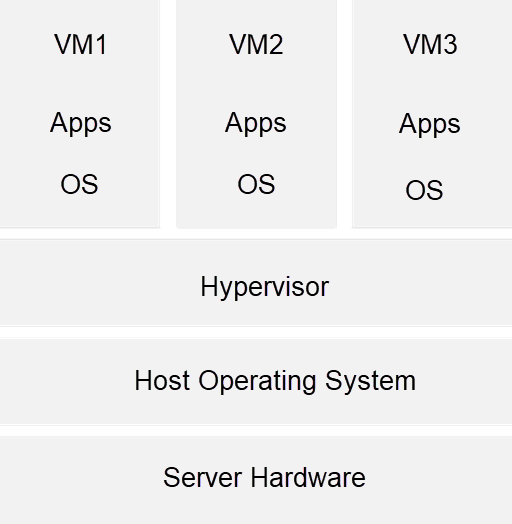 VM1 VM2 VM3
Apps Apps Apps
OS OS OS
Hypervisor
Host Operating System
Server Hardware